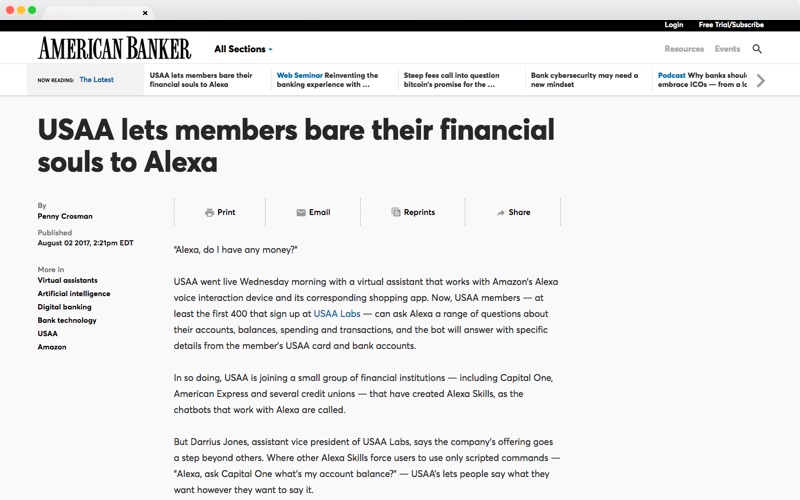 Login Free Trial/Subscribe
AMERICAN BANKER All Sections Resources Events
NOW READING: The Latest
USAA lets members bare their
financial souls to Alexa
Web Seminar Reinventing the
banking experience with ...
Steep fees call into question
bitcoin's promise for the ...
Bank cybersecurity may need a
new mindset
Podcast Why banks should
embrace ICOs — from a
USAA lets members bare their financial
souls to Alexa
By
Penny Crosman
Published
August 02 2017, 2:21pm EDT
More in
Virtual assistants
Artificial intelligence
Digital banking
Bank technology
USAA
Amazon
Print Email Reprints Share
"Alexa, do I have any money?"
USAA went live Wednesday morning with a virtual assistant that works with Amazon's Alexa
voice interaction device and its corresponding shopping app. Now, USAA members — at
least the first 400 that sign up at USAA Labs — can ask Alexa a range of questions about
their accounts, balances, spending and transactions, and the bot will answer with specific
details from the member's USAA card and bank accounts.
In so doing, USAA is joining a small group of financial institutions — including Capital One,
American Express and several credit unions — that have created Alexa Skills, as the
chatbots that work with Alexa are called.
But Darrius Jones, assistant vice president of USAA Labs, says the company's offering goes
a step beyond others. Where other Alexa Skills force users to use only scripted commands —
"Alexa, ask Capital One what's my account balance?" — USAA's lets people say what they
want however they want to say it.